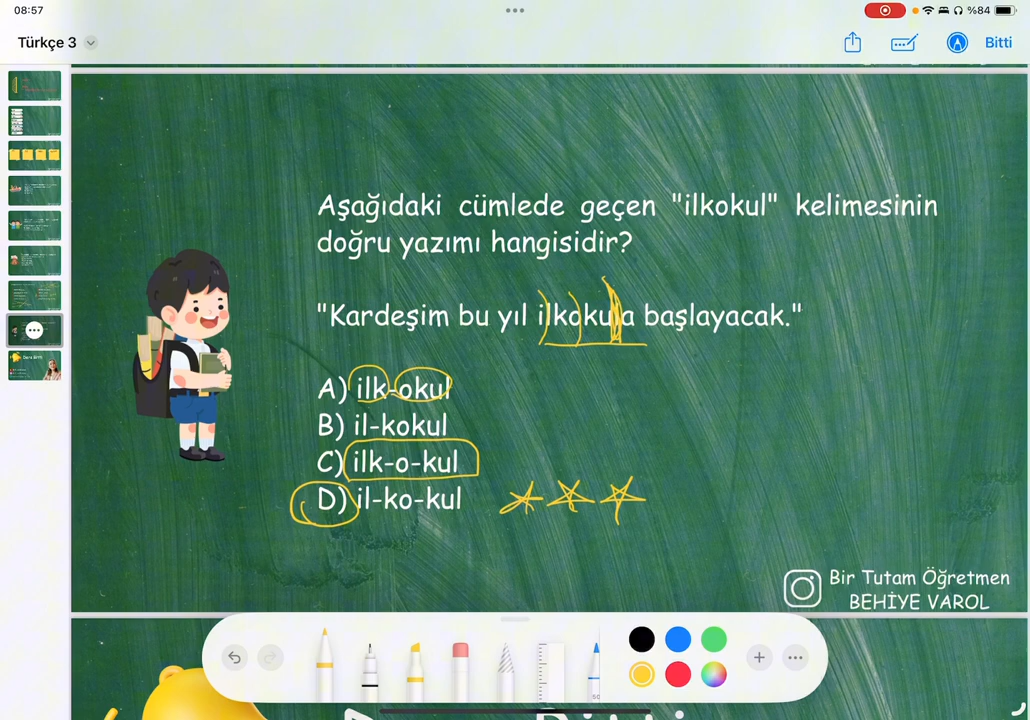 08:57
%84
Türkçe 3
Bitti
Aşağıdaki cümlede geçen "ilkokul" kelimesinin
doğru yazımı hangisidir?
"Kardeşim bu yıl ilkokula başlayacak."
A) ilk-okul
B) il-kokul
C) ilk-o-kul
D) il-ko-kul
Bir Tutam Öğretmen
BEHİYE VAROL